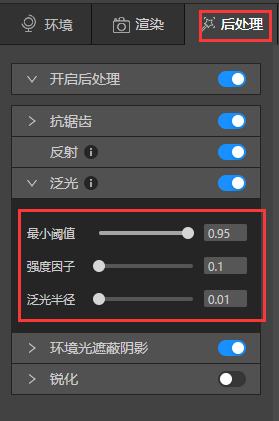 环境 渲染 后处理
开启后处理
抗锯齿
反射 i
泛光 i
最小阈值 0.95
强度因子 0.1
泛光半径 0.01
环境光遮蔽阴影
锐化